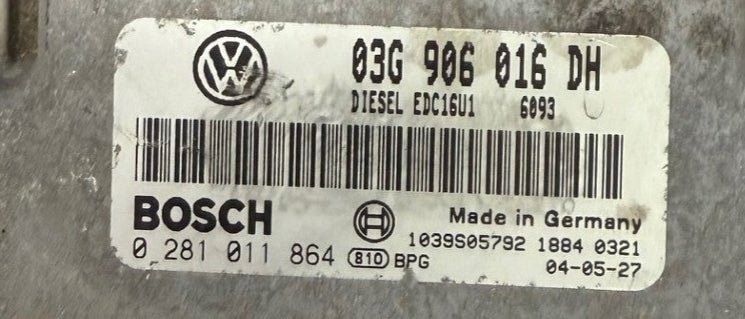 03G 906 016 DH
DIESEL EDC16U1 6093
BOSCH
Made in Germany
0 281 011 864 810 BPG
1039S05792 1884 0321
04-05-27